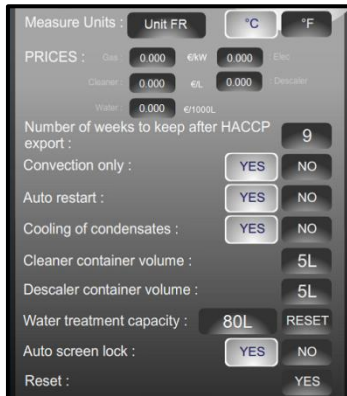 Measure Units : Unit FR °C °F
PRICES : Gas : 0.000 €/kW 0.000 Elec
Cleaner : 0.000 €/L 0.000 Descaler
Water : 0.000 €/1000L
Number of weeks to keep after HACCP
export : 9
Convection only : YES NO
Auto restart : YES NO
Cooling of condensates : YES NO
Cleaner container volume : 5L
Descaler container volume : 5L
Water treatment capacity : 80L RESET
Auto screen lock : YES NO
Reset : YES